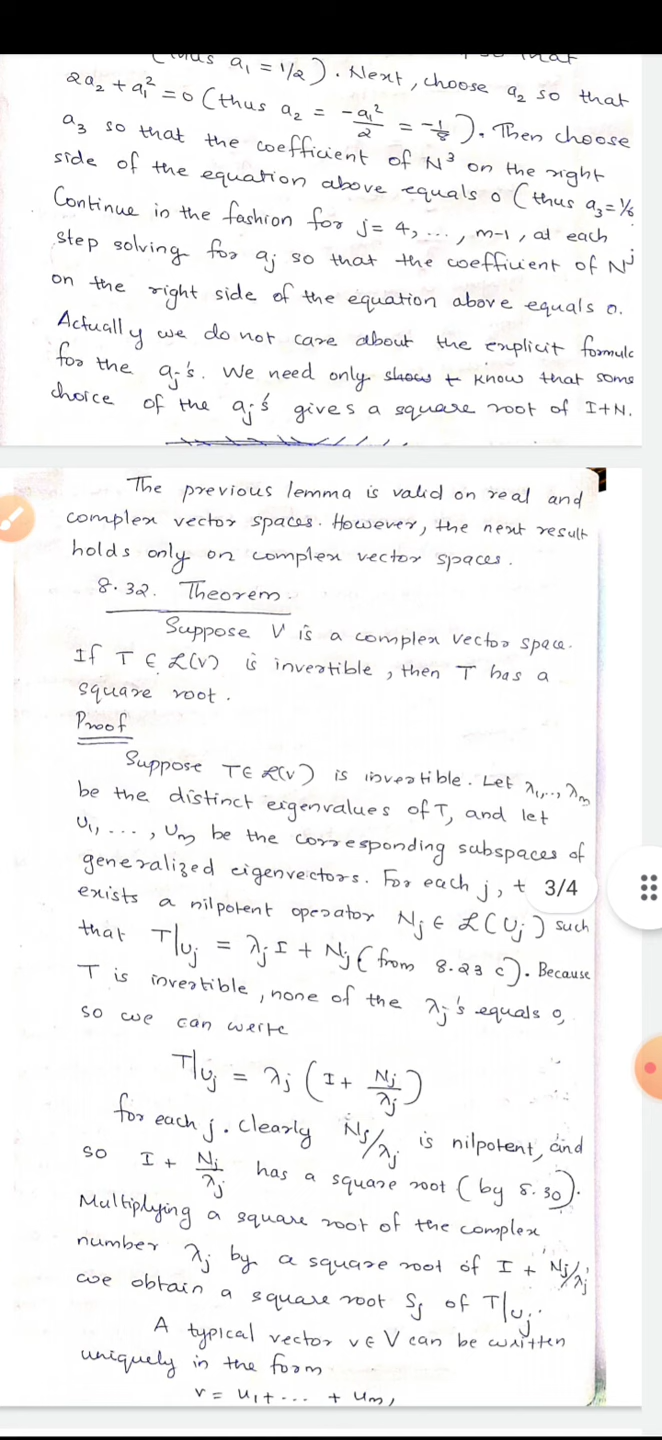 a₁ = 1/2). Next, choose a₂ so that
2a₂ + a₁² = 0 (thus a₂ = -a₁²/2 = -1/8). Then choose
a₃ so that the coefficient of N³ on the right
side of the equation above equals 0 (thus a₃ = 1/6
Continue in the fashion for j = 4, ..., m-1, at each
step solving for aⱼ so that the coefficient of Nʲ
on the right side of the equation above equals 0.
Actually we do not care about the explicit formula
for the aⱼ's. We need only know that some
choice of the aⱼ's gives a square root of I+N.
The previous lemma is valid on real and
complex vector spaces. However, the next result
holds only on complex vector spaces.
8.32. Theorem.
Suppose V is a complex vector space.
If T ∈ L(V) is invertible, then T has a
square root.
Proof
Suppose T ∈ L(V) is invertible. Let λ₁,..., λₘ
be the distinct eigenvalues of T, and let
U₁, ..., Uₘ be the corresponding subspaces of
generalized eigenvectors. For each j, t 3/4
exists a nilpotent operator Nⱼ ∈ L(Uⱼ) such
that T|Uⱼ = λⱼI + Nⱼ (from 8.23 c). Because
T is invertible, none of the λⱼ's equals 0,
so we can write
T|Uⱼ = λⱼ (I + Nⱼ/λⱼ)
for each j. Clearly Nⱼ/λⱼ is nilpotent, and
so I + Nⱼ/λⱼ has a square root (by 8.30).
Multiplying a square root of the complex
number λⱼ by a square root of I + Nⱼ/λⱼ
we obtain a square root Sⱼ of T|Uⱼ.
A typical vector v ∈ V can be written
uniquely in the form
v = u₁ + ... + uₘ,